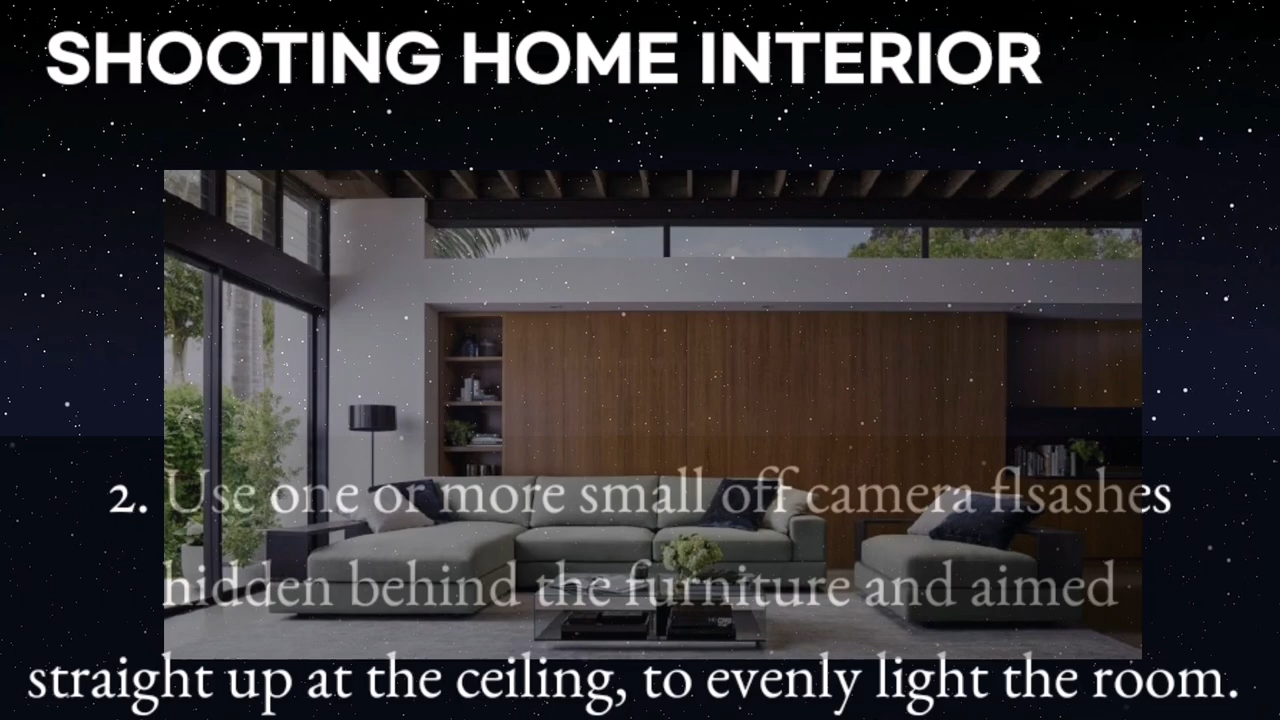 SHOOTING HOME INTERIOR
2. Use one or more small off camera flsashes
hidden behind the furniture and aimed
straight up at the ceiling, to evenly light the room.